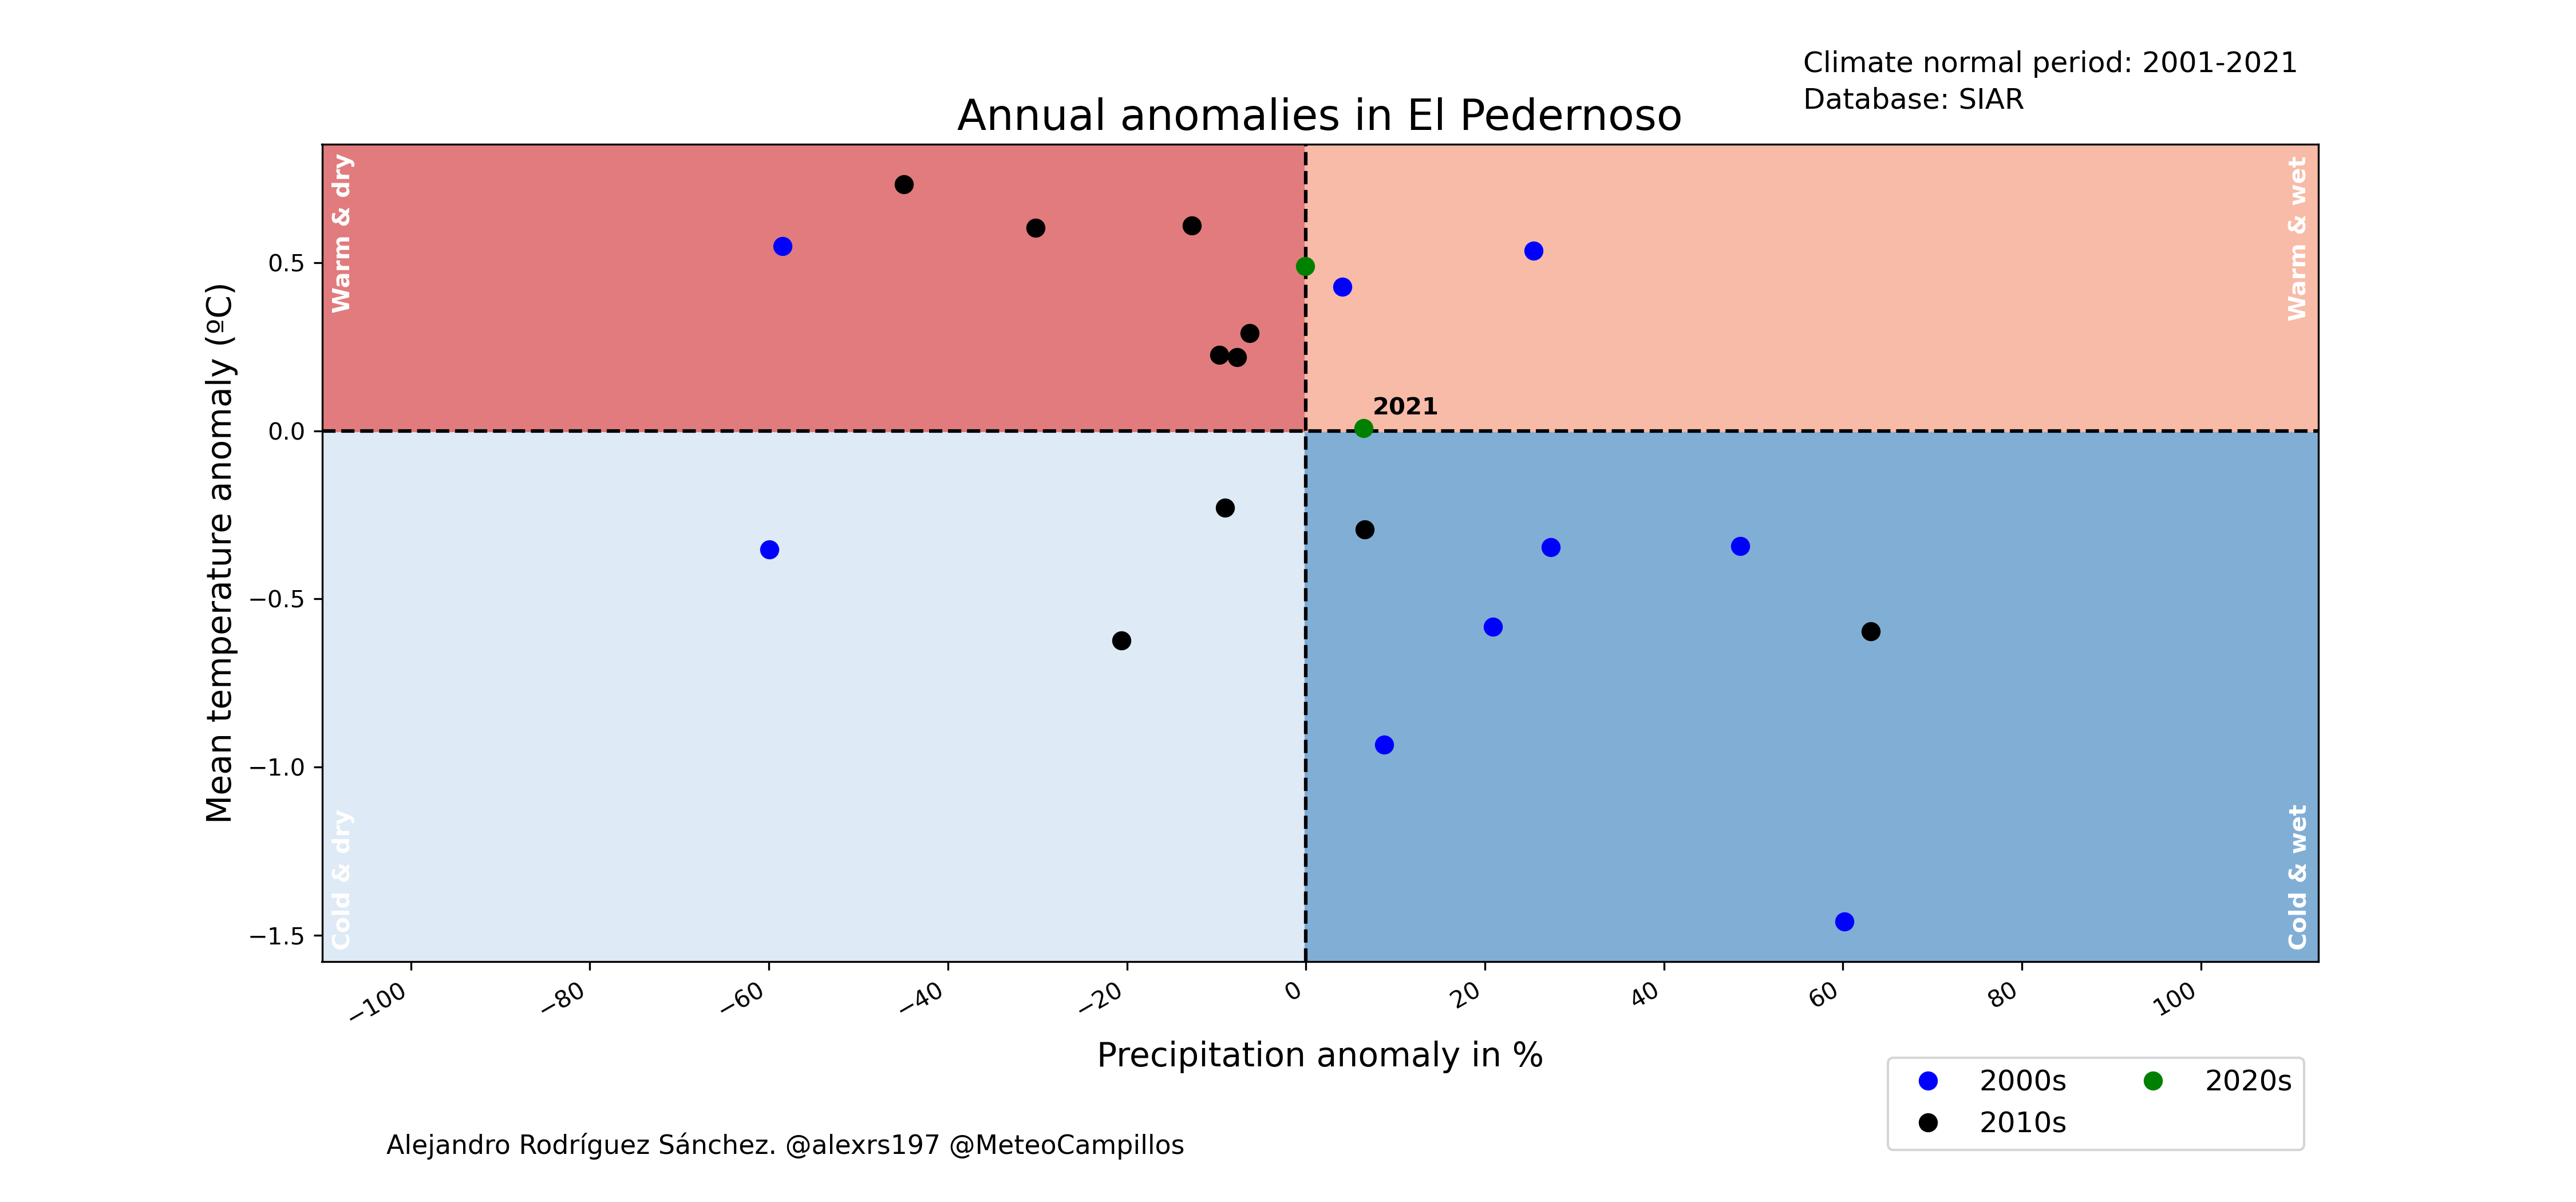 Climate normal period: 2001-2021
Database: SIAR
Annual anomalies in El Pedernoso
Warm & dry
Warm & wet
Cold & dry
Cold & wet
2021
Mean temperature anomaly (ºC)
0.5
0.0
−0.5
−1.0
−1.5
−100 −80 −60 −40 −20 0 20 40 60 80 100
Precipitation anomaly in %
2000s 2020s
2010s
Alejandro Rodríguez Sánchez. @alexrs197 @MeteoCampillos